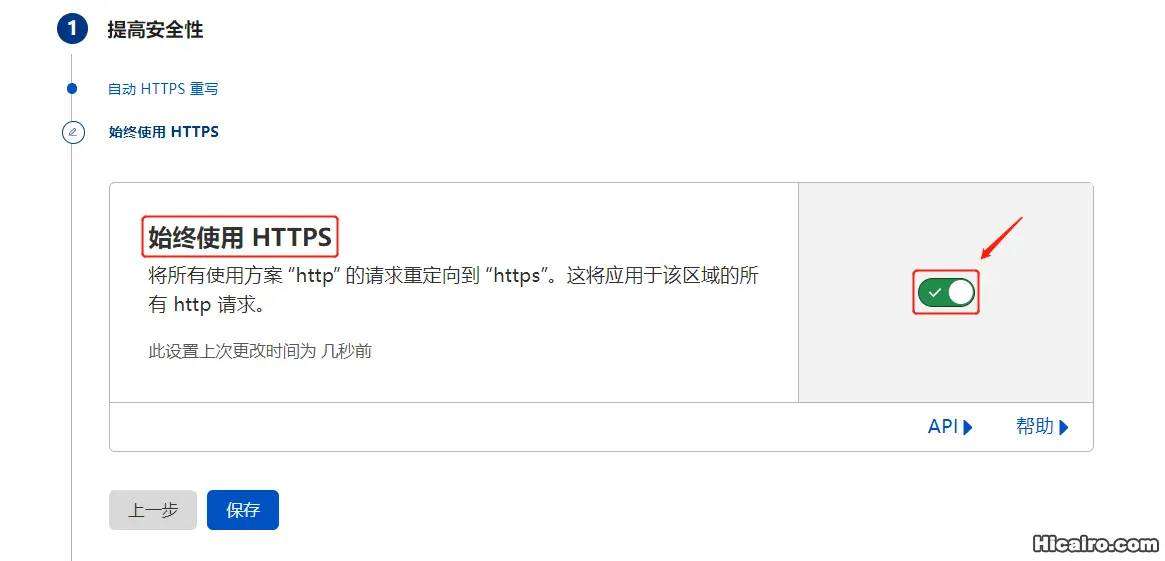 1 提高安全性
自动 HTTPS 重写
始终使用 HTTPS
始终使用 HTTPS
将所有使用方案 “http” 的请求重定向到 “https”。这将应用于该区域的所
有 http 请求。
此设置上次更改时间为 几秒前
API 帮助
上一步 保存
Hicairo.com